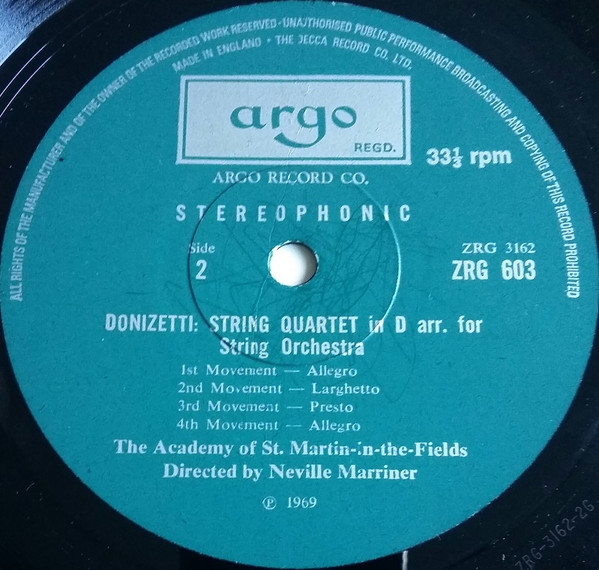 ALL RIGHTS OF THE MANUFACTURER AND OF THE OWNER OF THE RECORDED WORK RESERVED · UNAUTHORISED PUBLIC PERFORMANCE BROADCASTING AND COPYING OF THIS RECORD PROHIBITED
MADE IN ENGLAND · THE DECCA RECORD CO. LTD.
argo
REGD.
33⅓ rpm
ARGO RECORD CO.
STEREOPHONIC
Side ZRG 3162
2 ZRG 603
DONIZETTI: STRING QUARTET in D arr. for
String Orchestra
1st Movement — Allegro
2nd Movement — Larghetto
3rd Movement — Presto
4th Movement — Allegro
The Academy of St. Martin-in-the-Fields
Directed by Neville Marriner
℗ 1969
ZRG-3162-2G